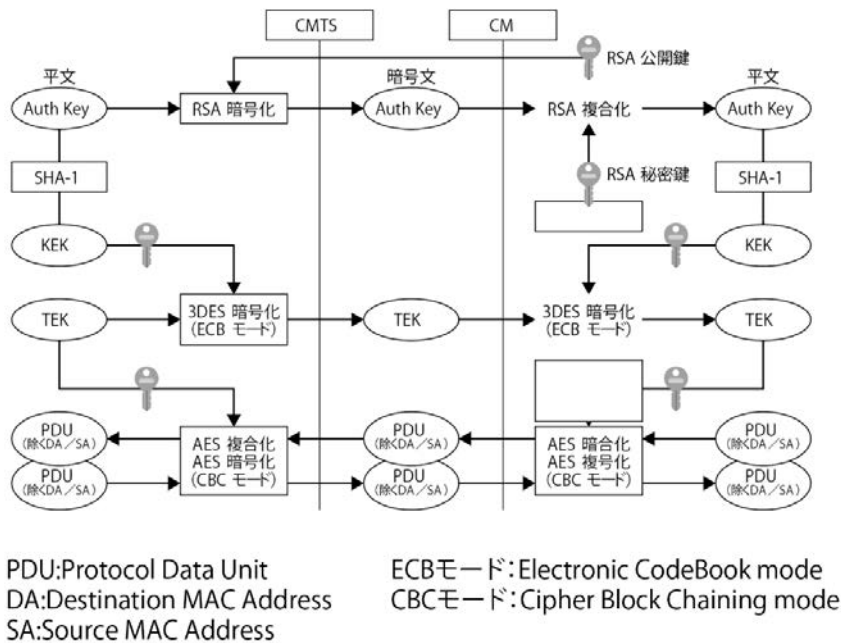 CMTS
CM
RSA 公開鍵
平文
暗号文
平文
Auth Key
RSA 暗号化
Auth Key
RSA 複合化
Auth Key
SHA-1
RSA 秘密鍵
SHA-1
KEK
KEK
TEK
3DES 暗号化
(ECB モード)
TEK
3DES 暗号化
(ECB モード)
TEK
PDU
(除くDA/SA)
AES 複合化
AES 暗号化
(CBC モード)
PDU
(除くDA/SA)
AES 暗合化
AES 複号化
(CBC モード)
PDU
(除くDA/SA)
PDU
(除くDA/SA)
PDU
(除くDA/SA)
PDU
(除くDA/SA)
PDU:Protocol Data Unit
DA:Destination MAC Address
SA:Source MAC Address
ECBモード:Electronic CodeBook mode
CBCモード:Cipher Block Chaining mode